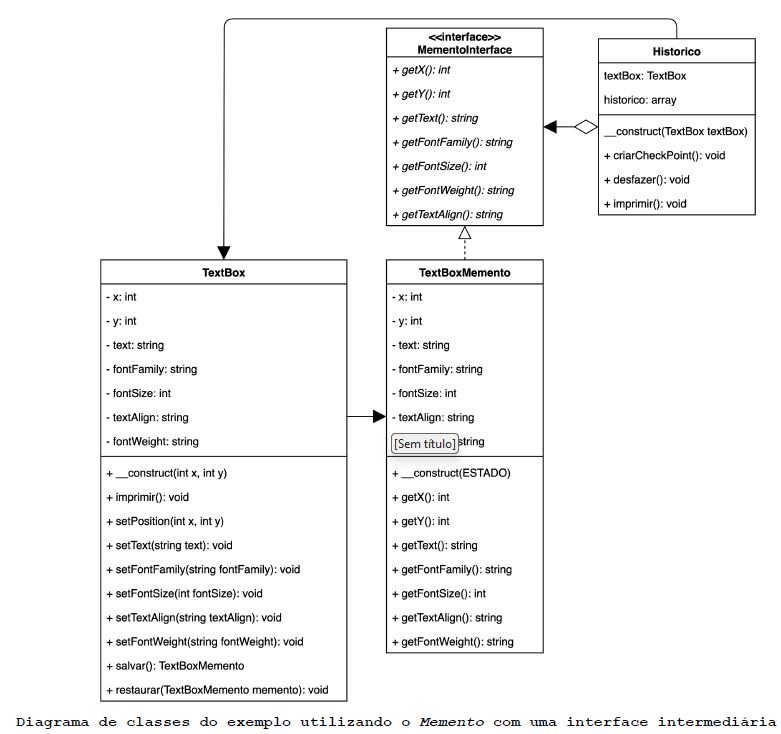 <<interface>>
MementoInterface
+ getX(): int
+ getY(): int
+ getText(): string
+ getFontFamily(): string
+ getFontSize(): int
+ getFontWeight(): string
+ getTextAlign(): string
Historico
textBox: TextBox
historico: array
__construct(TextBox textBox)
+ criarCheckPoint(): void
+ desfazer(): void
+ imprimir(): void
TextBox
- x: int
- y: int
- text: string
- fontFamily: string
- fontSize: int
- textAlign: string
- fontWeight: string
+ __construct(int x, int y)
+ imprimir(): void
+ setPosition(int x, int y)
+ setText(string text): void
+ setFontFamily(string fontFamily): void
+ setFontSize(int fontSize): void
+ setTextAlign(string textAlign): void
+ setFontWeight(string fontWeight): void
+ salvar(): TextBoxMemento
+ restaurar(TextBoxMemento memento): void
TextBoxMemento
- x: int
- y: int
- text: string
- fontFamily: string
- fontSize: int
- textAlign: string
[Sem título] string
+ __construct(ESTADO)
+ getX(): int
+ getY(): int
+ getText(): string
+ getFontFamily(): string
+ getFontSize(): int
+ getTextAlign(): string
+ getFontWeight(): string
Diagrama de classes do exemplo utilizando o Memento com uma interface intermediária